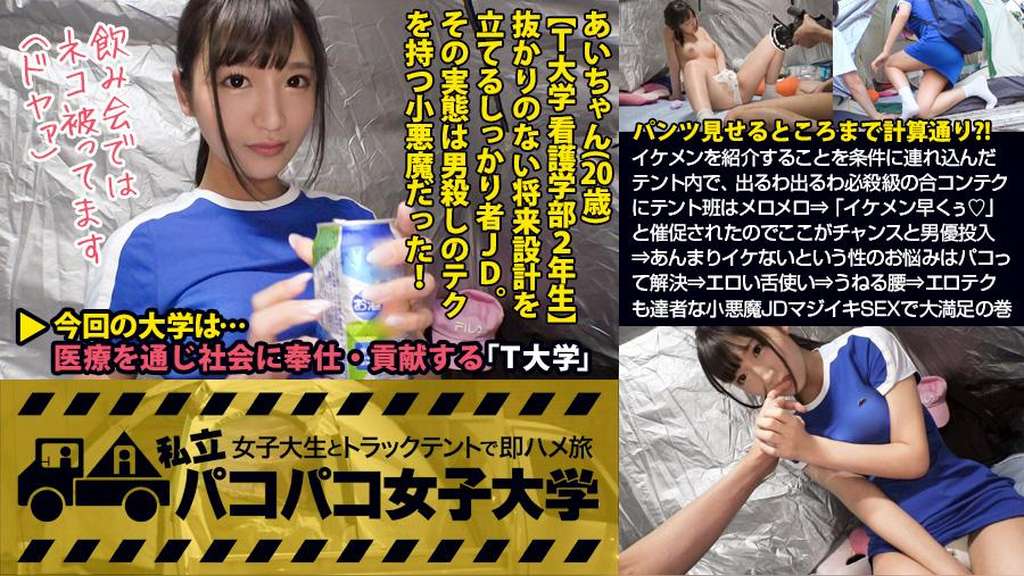 飲み会では
ネコ被ってます
(ドヤァ)
あいちゃん(20歳)
【T大学 看護学部2年生】
抜かりのない将来設計を
立てるしっかり者JD。
その実態は男殺しのテク
を持つ小悪魔だった!
▶今回の大学は…
医療を通じ社会に奉仕・貢献する「T大学」
私立 女子大生とトラックテントで即ハメ旅
パコパコ女子大学
パンツ見せるところまで計算通り?!
イケメンを紹介することを条件に連れ込んだ
テント内で、出るわ出るわ必殺級の合コンテク
にテント班はメロメロ⇒「イケメン早くぅ♡」
と催促されたのでここがチャンスと男優投入
⇒あんまりイケないという性のお悩みはパコっ
て解決⇒エロい舌使い⇒うねる腰⇒エロテク
も達者な小悪魔JDマジイキSEXで大満足の巻
FILA